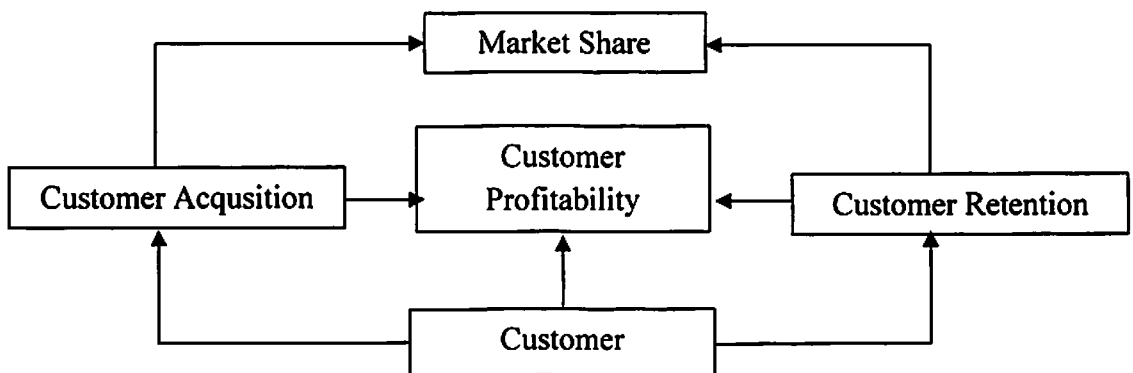 Market Share
Customer
Profitability
Customer Acqusition
Customer Retention
Customer